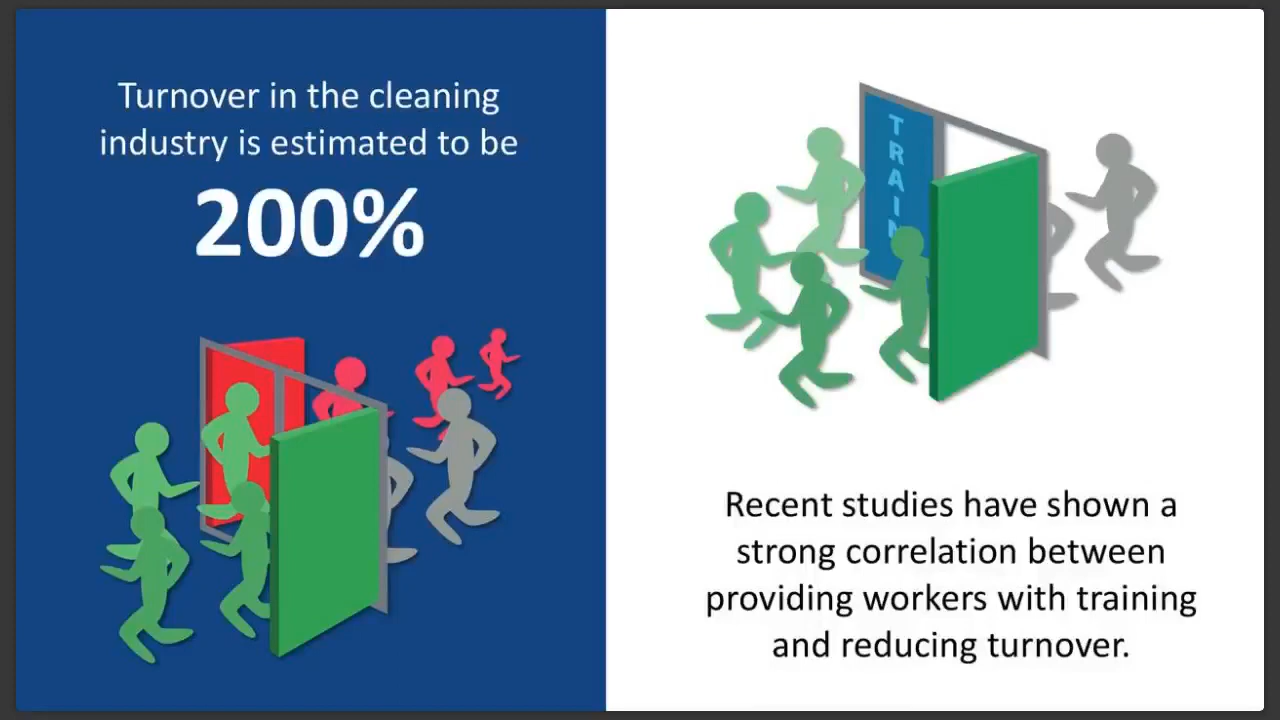 Turnover in the cleaning
industry is estimated to be
200%
TRAIN
Recent studies have shown a
strong correlation between
providing workers with training
and reducing turnover.